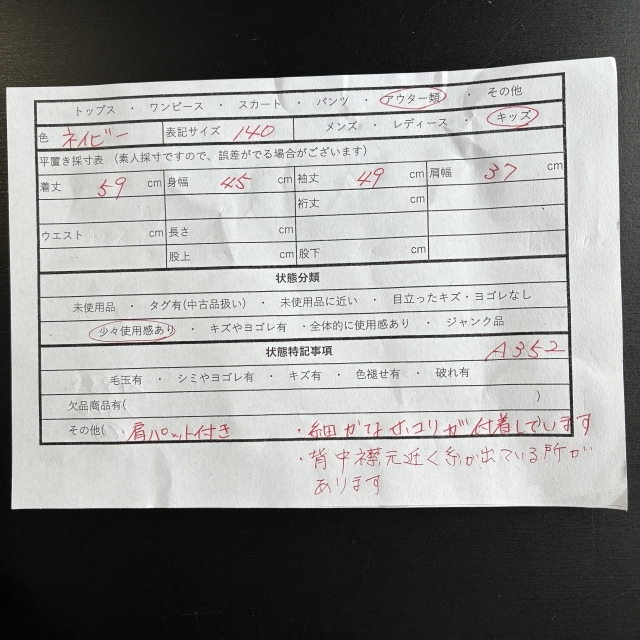 トップス ・ ワンピース ・ スカート ・ パンツ ・ アウター類 ・ その他
色 ネイビー 表記サイズ 140 メンズ ・ レディース ・ キッズ
平置き採寸表 (素人採寸ですので、誤差がでる場合がございます)
着丈 59 cm 身幅 45 cm 袖丈 49 cm 肩幅 37 cm
裄丈 cm
ウエスト cm 長さ cm
股上 cm 股下 cm
状態分類
未使用品 ・ タグ有(中古品扱い) ・ 未使用品に近い ・ 目立ったキズ・ヨゴレなし
少々使用感あり ・ キズやヨゴレ有 ・全体的に使用感あり ・ ジャンク品
状態特記事項 A352
毛玉有 ・ シミやヨゴレ有 ・ キズ有 ・ 色褪せ有 ・ 破れ有
欠品商品有( )
その他( ・肩パット付き ・細かなホコリが付着しています
・背中襟元近く糸が出ている所が
あります